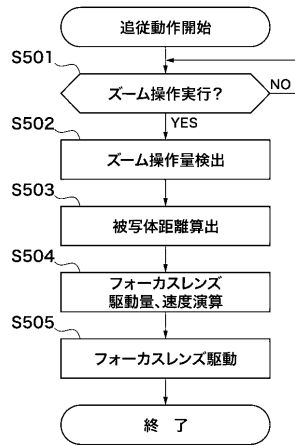 追従動作開始
S501
ズーム操作実行?
NO
YES
S502
ズーム操作量検出
S503
被写体距離算出
S504
フォーカスレンズ
駆動量、速度演算
S505
フォーカスレンズ駆動
終 了